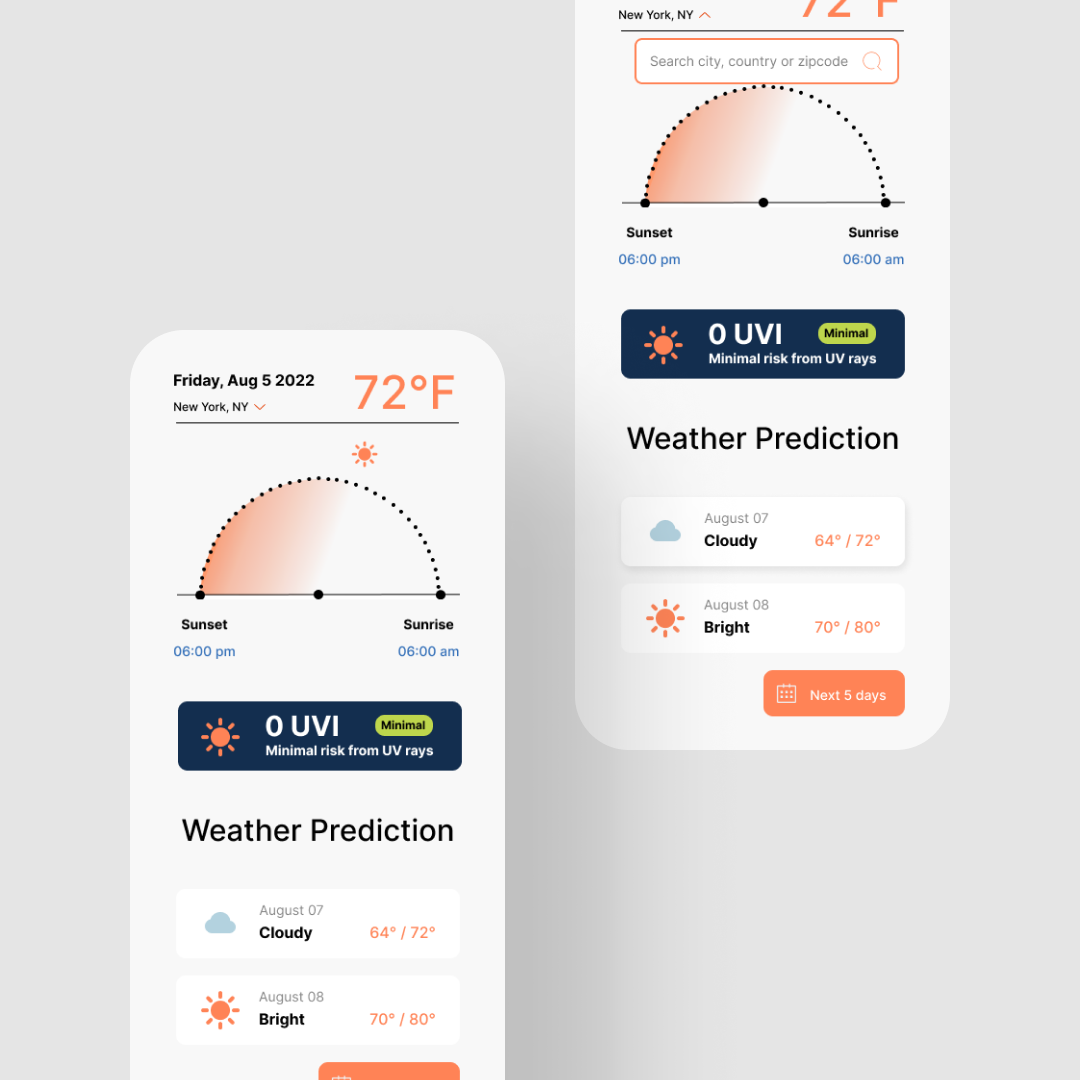 New York, NY
72°F
Search city, country or zipcode
Sunset
Sunrise
06:00 pm
06:00 am
0 UVI
Minimal
Minimal risk from UV rays
Weather Prediction
August 07
Cloudy
64° / 72°
August 08
Bright
70° / 80°
Next 5 days
Friday, Aug 5 2022
72°F
New York, NY
Sunset
Sunrise
06:00 pm
06:00 am
0 UVI
Minimal
Minimal risk from UV rays
Weather Prediction
August 07
Cloudy
64° / 72°
August 08
Bright
70° / 80°